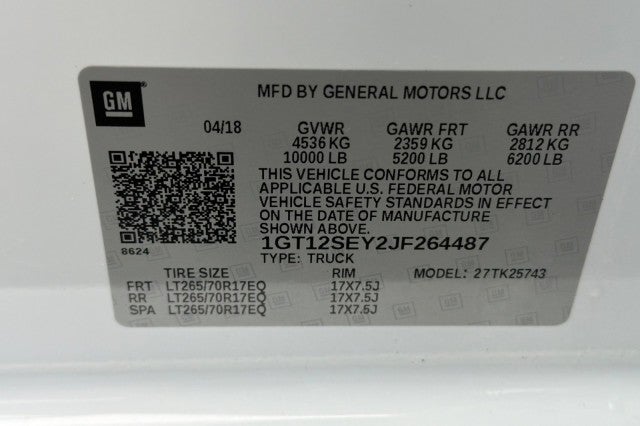 GM
MFD BY GENERAL MOTORS LLC
04/18 GVWR GAWR FRT GAWR RR
4536 KG 2359 KG 2812 KG
10000 LB 5200 LB 6200 LB
THIS VEHICLE CONFORMS TO ALL
APPLICABLE U.S. FEDERAL MOTOR
VEHICLE SAFETY STANDARDS IN EFFECT
ON THE DATE OF MANUFACTURE
SHOWN ABOVE.
8624
1GT12SEY2JF264487
TYPE: TRUCK
TIRE SIZE RIM MODEL: 27TK25743
FRT LT265/70R17EQ 17X7.5J
RR LT265/70R17EQ 17X7.5J
SPA LT265/70R17EQ 17X7.5J